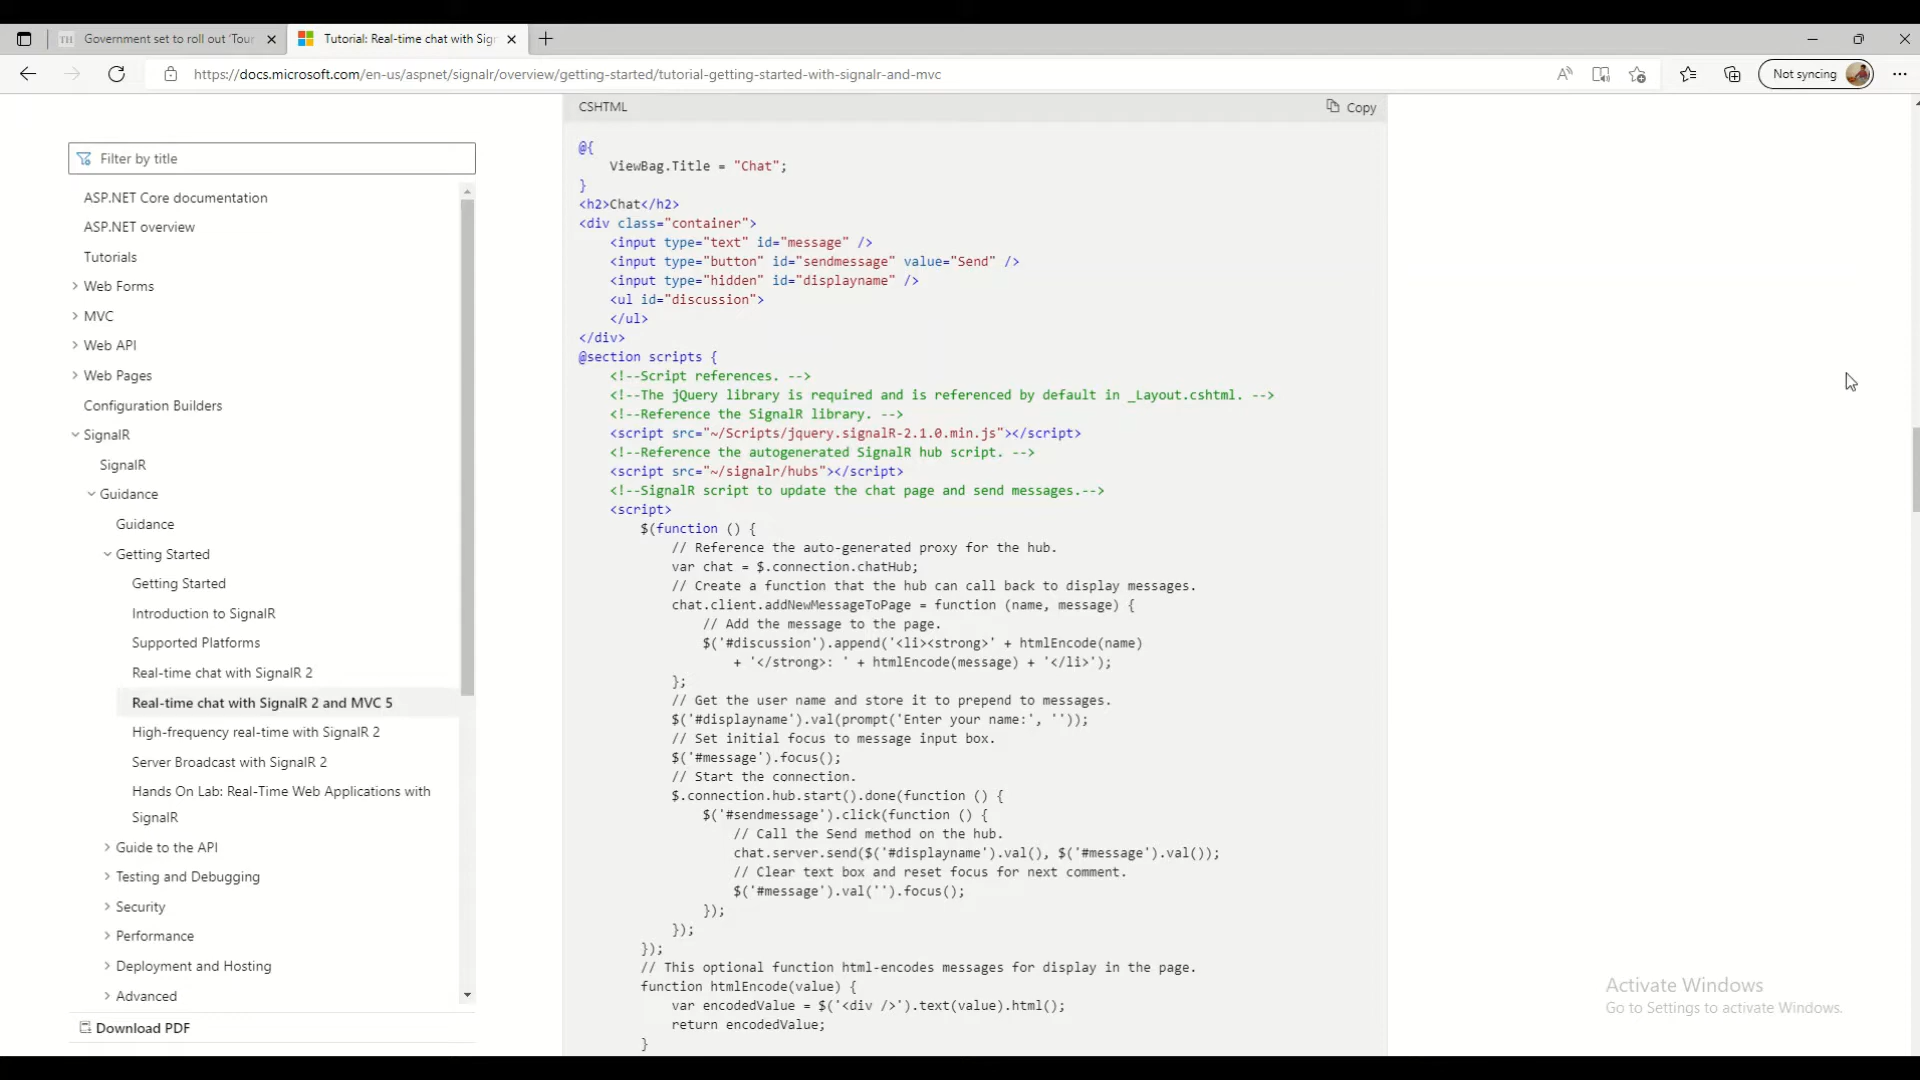 TH Government set to roll out 'Tour
Tutorial: Real-time chat with Sig
https://docs.microsoft.com/en-us/aspnet/signalr/overview/getting-started/tutorial-getting-started-with-signalr-and-mvc
Not syncing
Filter by title
ASP.NET Core documentation
ASP.NET overview
Tutorials
Web Forms
MVC
Web API
Web Pages
Configuration Builders
SignalR
SignalR
Guidance
Guidance
Getting Started
Getting Started
Introduction to SignalR
Supported Platforms
Real-time chat with SignalR 2
Real-time chat with SignalR 2 and MVC 5
High-frequency real-time with SignalR 2
Server Broadcast with SignalR 2
Hands On Lab: Real-Time Web Applications with
SignalR
Guide to the API
Testing and Debugging
Security
Performance
Deployment and Hosting
Advanced
Download PDF
CSHTML
Copy
@{
    ViewBag.Title = "Chat";
}
<h2>Chat</h2>
<div class="container">
    <input type="text" id="message" />
    <input type="button" id="sendmessage" value="Send" />
    <input type="hidden" id="displayname" />
    <ul id="discussion">
    </ul>
</div>
@section scripts {
    <!--Script references. -->
    <!--The jQuery library is required and is referenced by default in _Layout.cshtml. -->
    <!--Reference the SignalR library. -->
    <script src="~/Scripts/jquery.signalR-2.1.0.min.js"></script>
    <!--Reference the autogenerated SignalR hub script. -->
    <script src="~/signalr/hubs"></script>
    <!--SignalR script to update the chat page and send messages.-->
    <script>
        $(function () {
            // Reference the auto-generated proxy for the hub.
            var chat = $.connection.chatHub;
            // Create a function that the hub can call back to display messages.
            chat.client.addNewMessageToPage = function (name, message) {
                // Add the message to the page.
                $('#discussion').append('<li><strong>' + htmlEncode(name)
                    + '</strong>: ' + htmlEncode(message) + '</li>');
            };
            // Get the user name and store it to prepend to messages.
            $('#displayname').val(prompt('Enter your name:', ''));
            // Set initial focus to message input box.
            $('#message').focus();
            // Start the connection.
            $.connection.hub.start().done(function () {
                $('#sendmessage').click(function () {
                    // Call the Send method on the hub.
                    chat.server.send($('#displayname').val(), $('#message').val());
                    // Clear text box and reset focus for next comment.
                    $('#message').val('').focus();
                });
            });
        });
        // This optional function html-encodes messages for display in the page.
        function htmlEncode(value) {
            var encodedValue = $('<div />').text(value).html();
            return encodedValue;
        }
Activate Windows
Go to Settings to activate Windows.